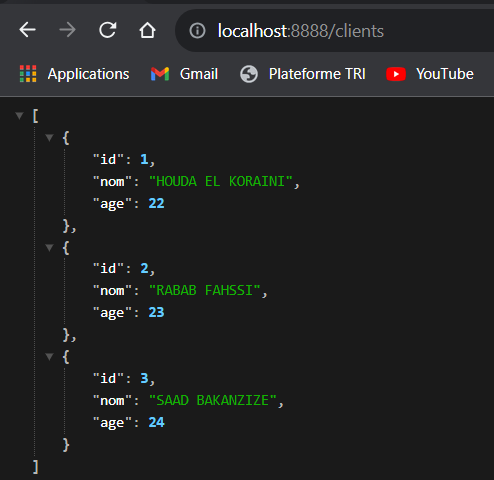 localhost:8888/clients
Applications Gmail Plateforme TRI YouTube
[
{
"id": 1,
"nom": "HOUDA EL KORAINI",
"age": 22
},
{
"id": 2,
"nom": "RABAB FAHSSI",
"age": 23
},
{
"id": 3,
"nom": "SAAD BAKANZIZE",
"age": 24
}
]